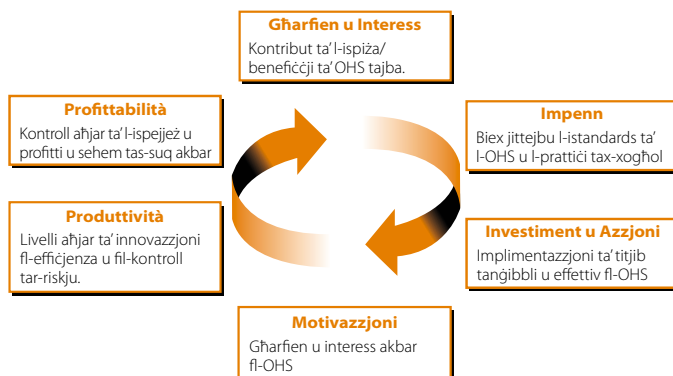 Għarfien u Interess
Kontribut ta' l-ispiża/
benefiċċji ta' OHS tajba.
Impenn
Biex jittejbu l-istandards ta'
l-OHS u l-prattiċi tax-xogħol
Investiment u Azzjoni
Implimentazzjoni ta' titjib
tanġibbli u effettiv fl-OHS
Motivazzjoni
Għarfien u interess akbar
fl-OHS
Produttività
Livelli aħjar ta' innovazzjoni
fl-effiċjenza u fil-kontroll
tar-riskju.
Profittabilità
Kontroll aħjar ta' l-ispejjeż u
profitti u sehem tas-suq akbar